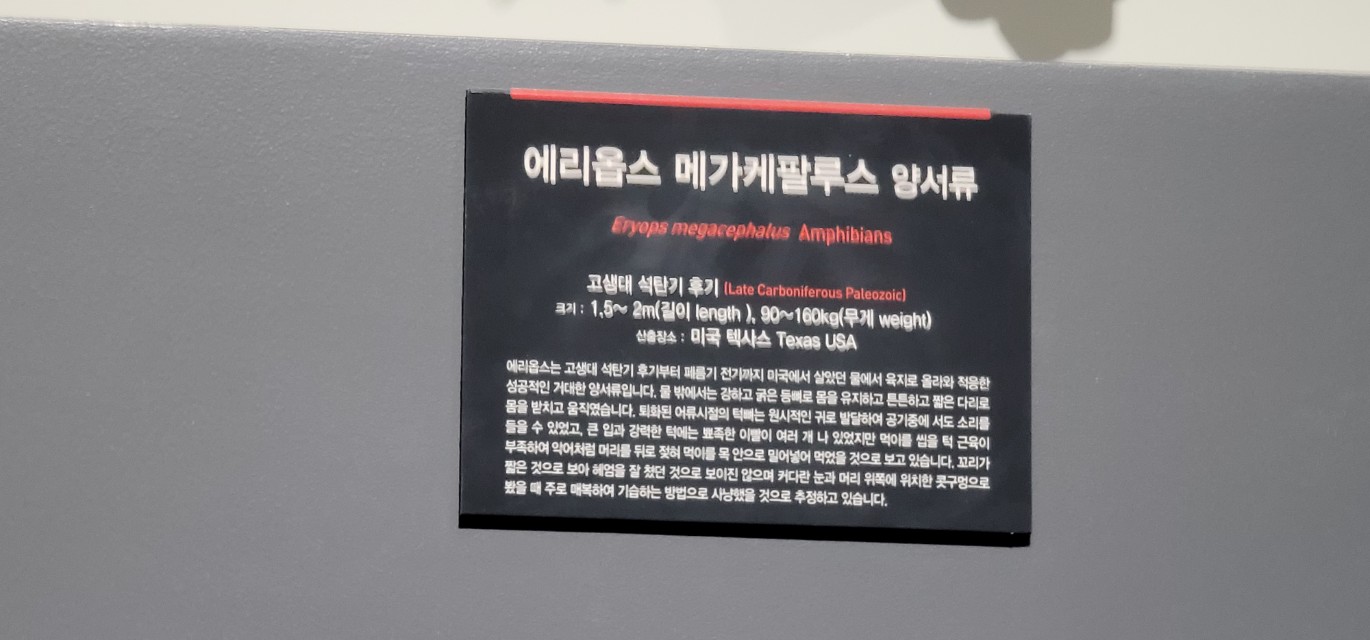 에리옵스 메가케팔루스 양서류
Eryops megacephalus Amphibians
고생대 석탄기 후기 (Late Carboniferous Paleozoic)
크기 : 1.5~ 2m(길이 length ), 90~160kg(무게 weight)
산출장소 : 미국 텍사스 Texas USA
에리옵스는 고생대 석탄기 후기부터 페름기 전기까지 미국에서 살았던 물에서 육지로 올라와 적응한
성공적인 거대한 양서류입니다. 물 밖에서는 강하고 굵은 등뼈로 몸을 유지하고 튼튼하고 짧은 다리로
몸을 받치고 움직였습니다. 퇴화된 어류시절의 턱뼈는 원시적인 귀로 발달하여 공기중에 서도 소리를
들을 수 있었고, 큰 입과 강력한 턱에는 뾰족한 이빨이 여러 개 나 있었지만 먹이를 씹을 턱 근육이
부족하여 악어처럼 머리를 뒤로 젖혀 먹이를 목 안으로 밀어넣어 먹었을 것으로 보고 있습니다. 꼬리가
짧은 것으로 보아 헤엄을 잘 쳤던 것으로 보이진 않으며 커다란 눈과 머리 위쪽에 위치한 콧구멍으로
봤을 때 주로 매복하여 기습하는 방법으로 사냥했을 것으로 추정하고 있습니다.